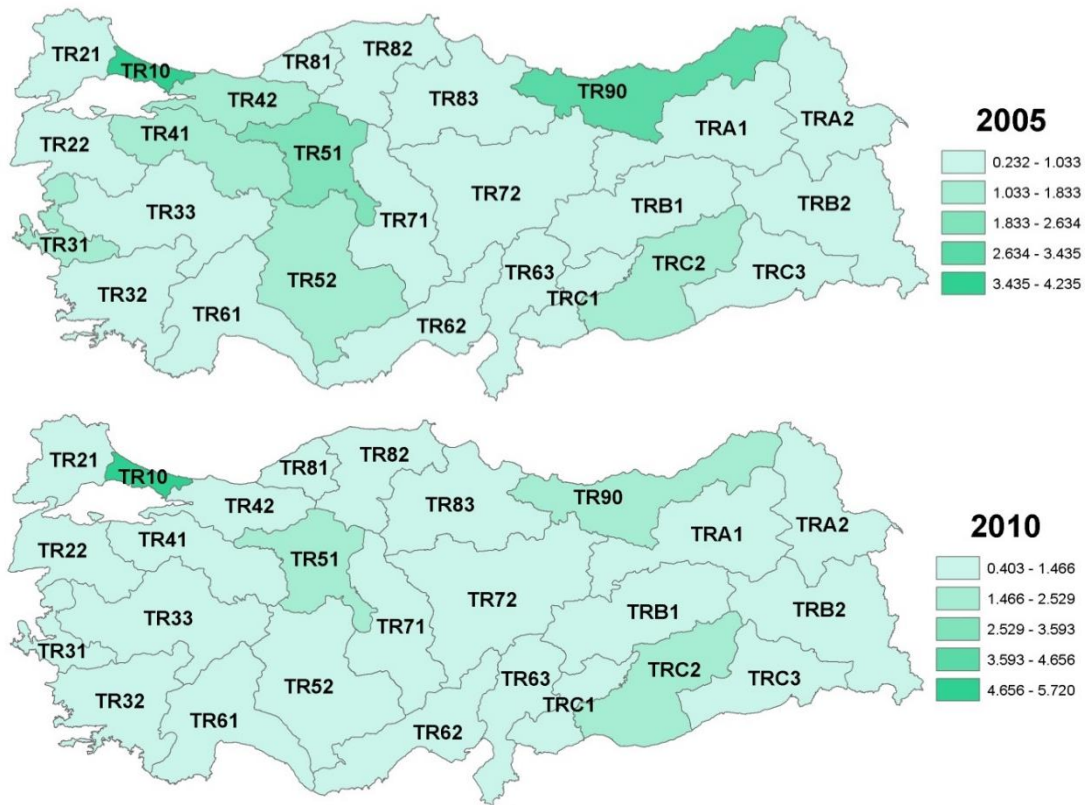 TR21
TR10
TR81
TR82
TR42
TR83
TR90
TRA1
TRA2
2005
0.232 - 1.033
1.033 - 1.833
1.833 - 2.634
2.634 - 3.435
3.435 - 4.235
TR22
TR41
TR51
TR33
TR71
TR72
TRB1
TRB2
TR31
TR52
TR63
TRC2
TRC3
TR32
TR61
TR62
TRC1
TR21
TR10
TR81
TR82
TR42
TR83
TR90
TRA1
TRA2
2010
0.403 - 1.466
1.466 - 2.529
2.529 - 3.593
3.593 - 4.656
4.656 - 5.720
TR22
TR41
TR51
TR33
TR71
TR72
TRB1
TRB2
TR31
TR52
TR63
TRC2
TRC3
TR32
TR61
TR62
TRC1